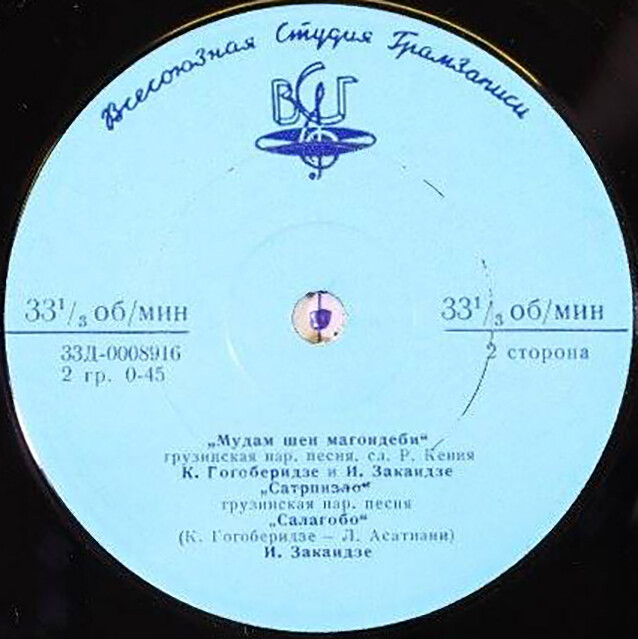 Всесоюзная Студия Грамзаписи
ВСГ
33¹/₃ об/мин
33¹/₃ об/мин
33Д-0008916
2 гр. 0-45
2 сторона
„Мудам шен магондеби“
грузинская нар. песня, сл. Р. Кения
К. Гогоберидзе и И. Закаидзе
„Сатрпиало“
грузинская нар. песня
„Салагобо“
(К. Гогоберидзе — Л. Асатиани)
И. Закаидзе